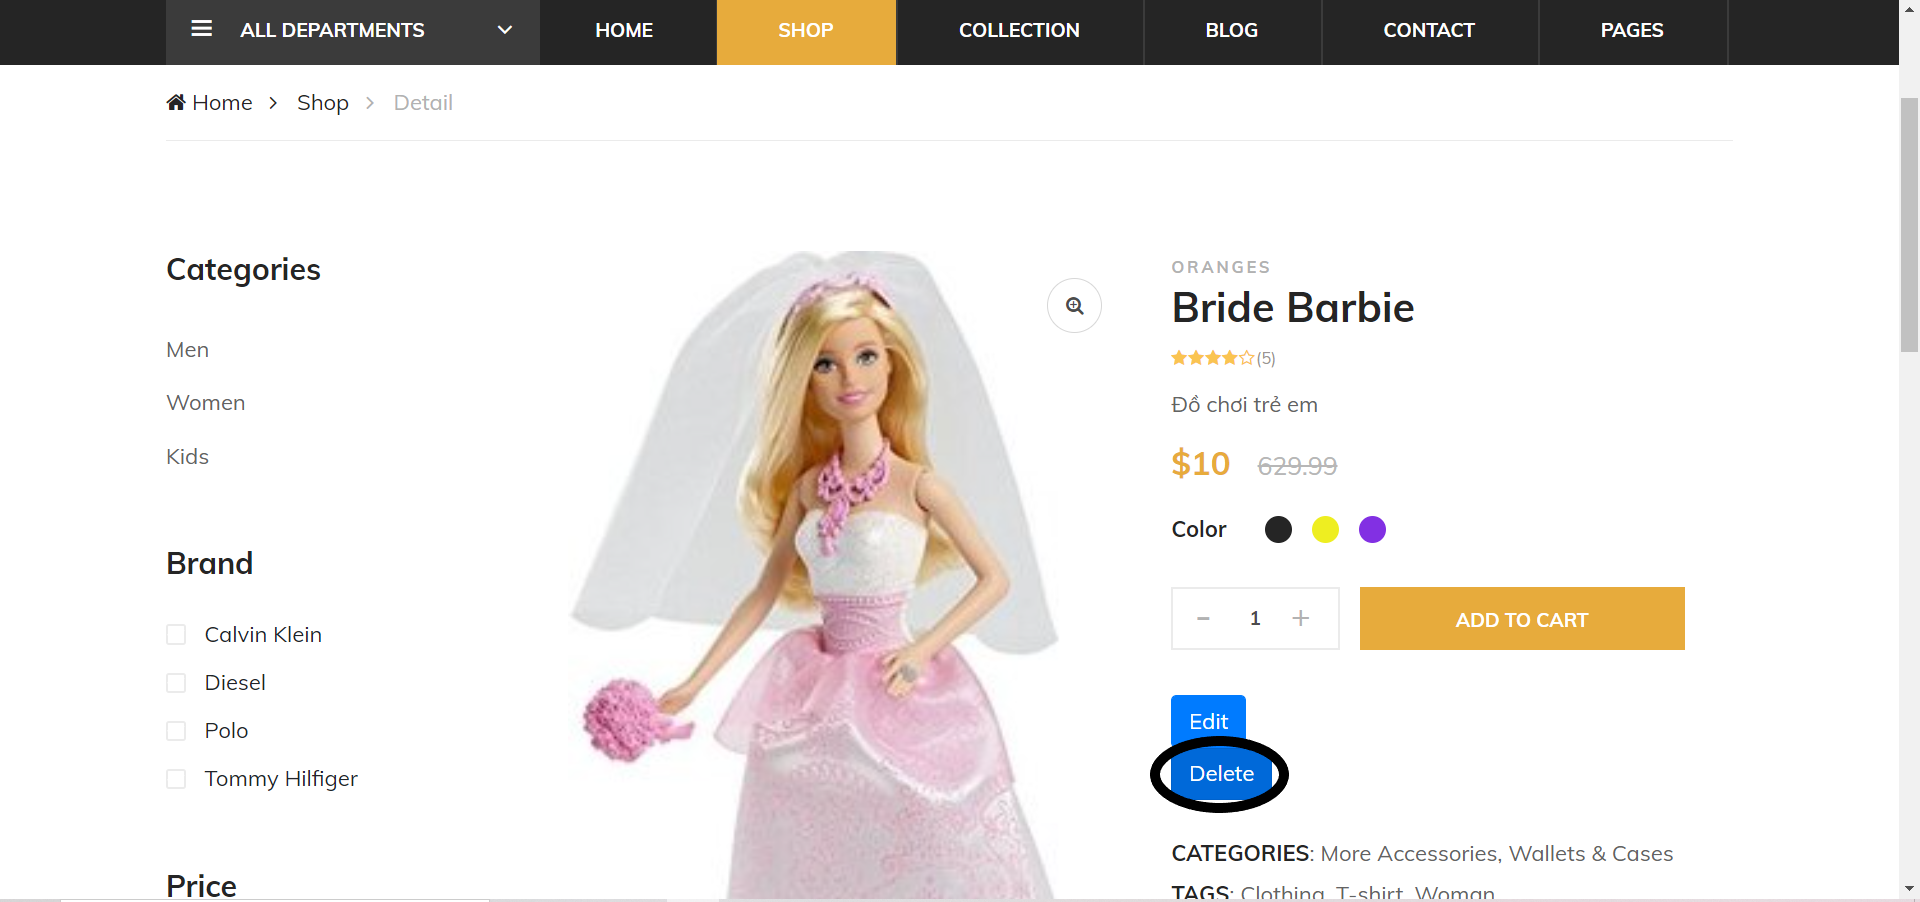 ALL DEPARTMENTS
HOME
SHOP
COLLECTION
BLOG
CONTACT
PAGES
Home
Shop
Detail
Categories
Men
Women
Kids
Brand
Calvin Klein
Diesel
Polo
Tommy Hilfiger
Price
ORANGES
Bride Barbie
(5)
Đồ chơi trẻ em
$10 629.99
Color
- 1 +
ADD TO CART
Edit
Delete
CATEGORIES: More Accessories, Wallets & Cases
TAGS: Clothing, T-shirt, Woman